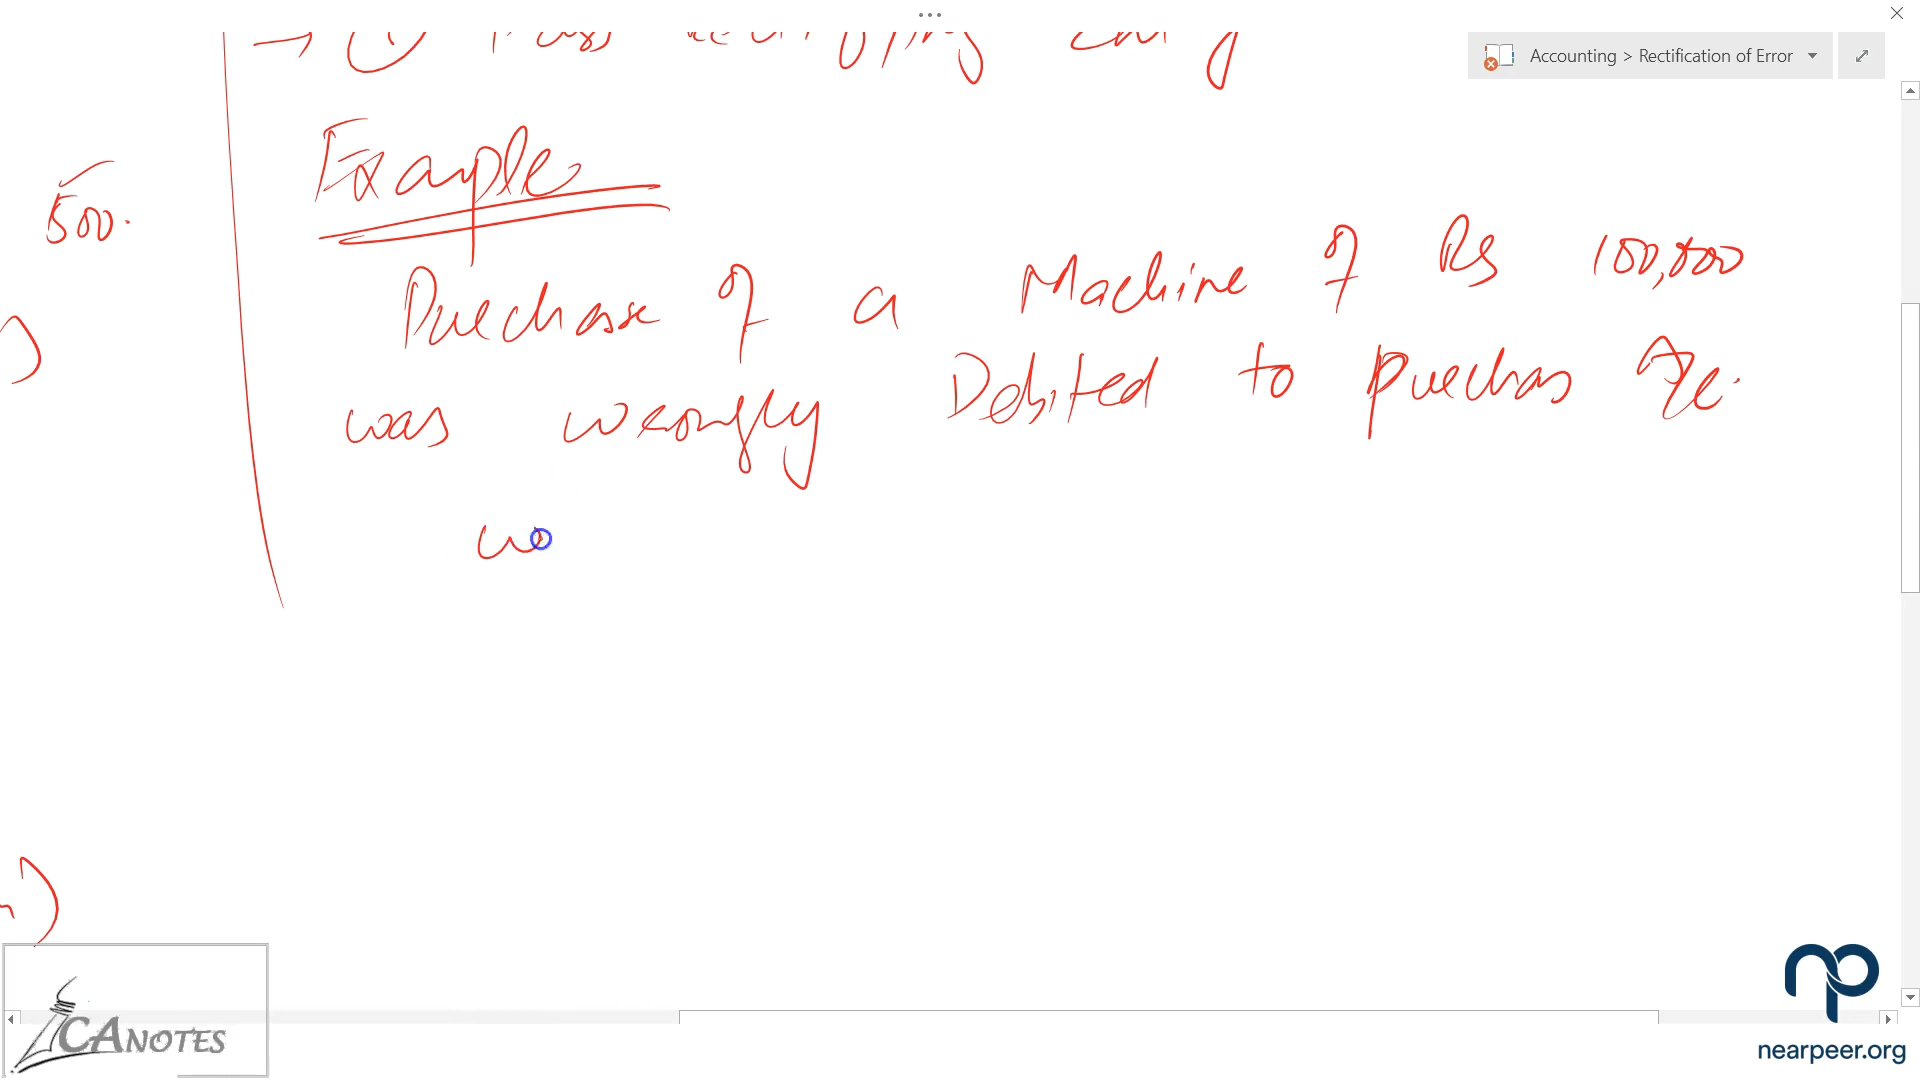 Accounting > Rectification of Error
Example
500.
Purchase of a Machine of Rs 100,000
was wrongly Debited to purchas A/c.
CANOTES
nearpeer.org